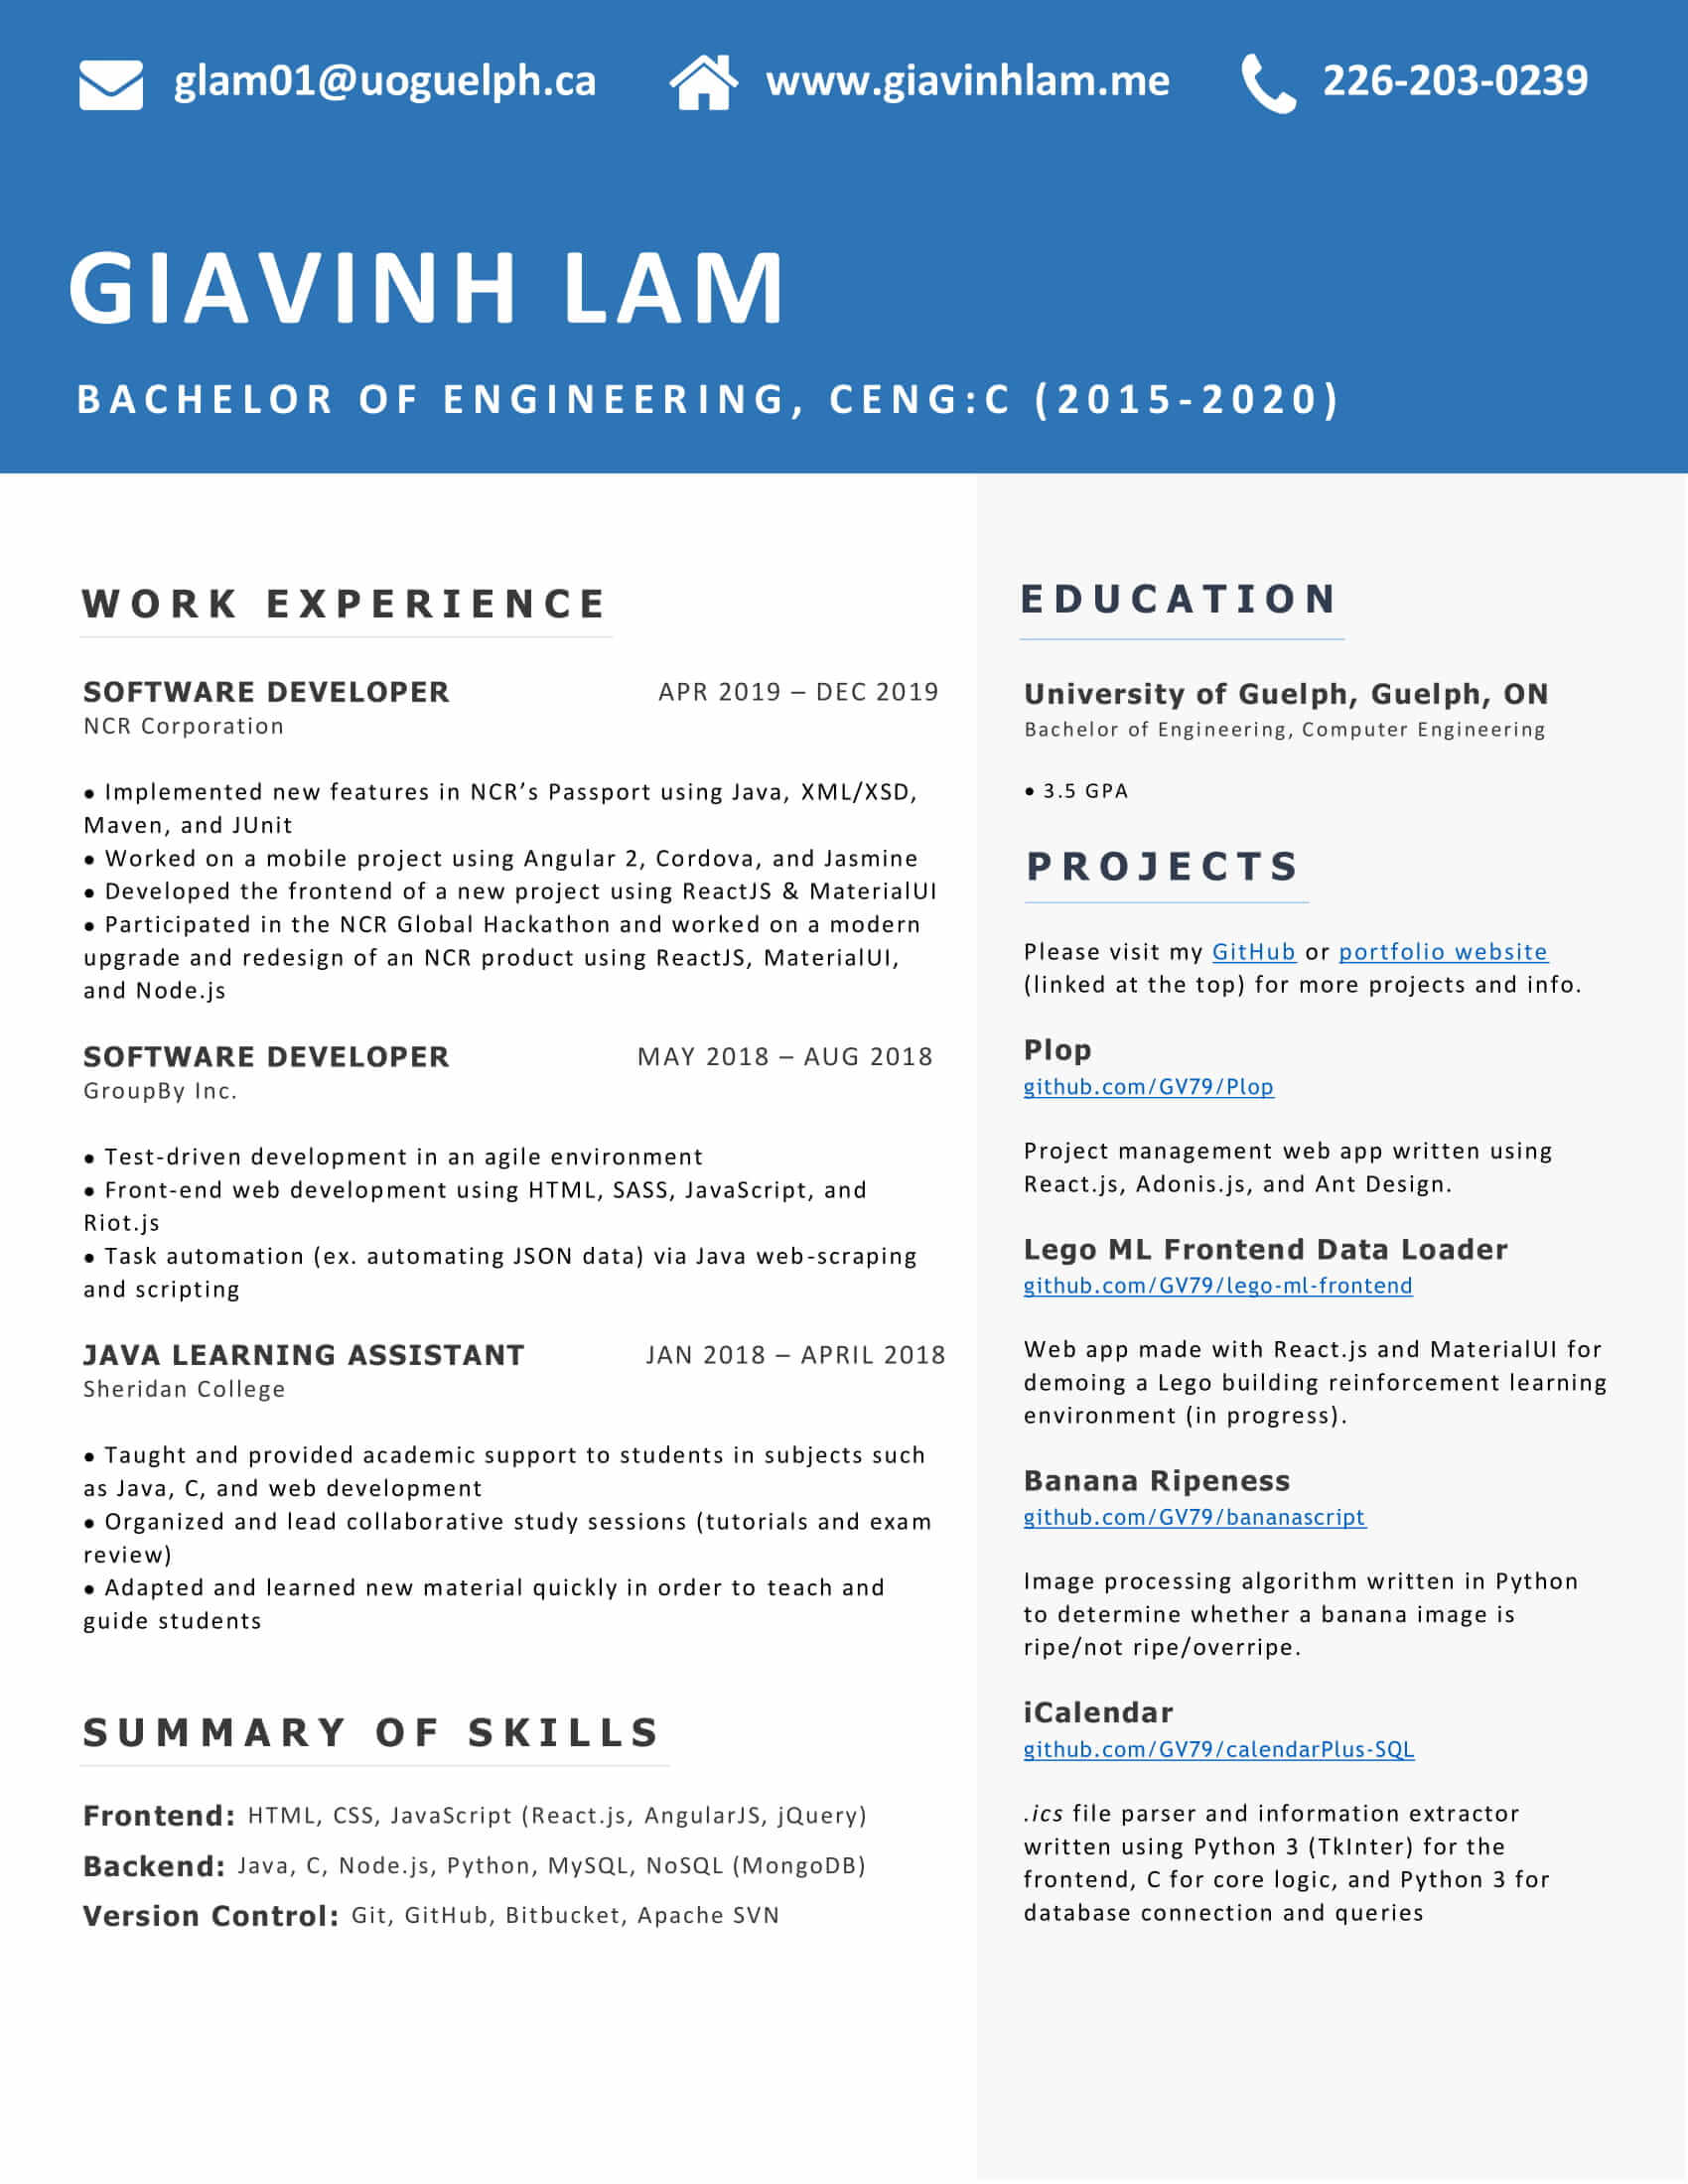 glam01@uoguelph.ca
www.giavinhlam.me
226-203-0239
GIAVINH LAM
BACHELOR OF ENGINEERING, CENG:C (2015-2020)
WORK EXPERIENCE
SOFTWARE DEVELOPER
APR 2019 – DEC 2019
NCR Corporation
• Implemented new features in NCR’s Passport using Java, XML/XSD,
Maven, and JUnit
• Worked on a mobile project using Angular 2, Cordova, and Jasmine
• Developed the frontend of a new project using ReactJS & MaterialUI
• Participated in the NCR Global Hackathon and worked on a modern
upgrade and redesign of an NCR product using ReactJS, MaterialUI,
and Node.js
SOFTWARE DEVELOPER
MAY 2018 – AUG 2018
GroupBy Inc.
• Test-driven development in an agile environment
• Front-end web development using HTML, SASS, JavaScript, and
Riot.js
• Task automation (ex. automating JSON data) via Java web-scraping
and scripting
JAVA LEARNING ASSISTANT
JAN 2018 – APRIL 2018
Sheridan College
• Taught and provided academic support to students in subjects such
as Java, C, and web development
• Organized and lead collaborative study sessions (tutorials and exam
review)
• Adapted and learned new material quickly in order to teach and
guide students
SUMMARY OF SKILLS
Frontend: HTML, CSS, JavaScript (React.js, AngularJS, jQuery)
Backend: Java, C, Node.js, Python, MySQL, NoSQL (MongoDB)
Version Control: Git, GitHub, Bitbucket, Apache SVN
EDUCATION
University of Guelph, Guelph, ON
Bachelor of Engineering, Computer Engineering
• 3.5 GPA
PROJECTS
Please visit my GitHub or portfolio website
(linked at the top) for more projects and info.
Plop
github.com/GV79/Plop
Project management web app written using
React.js, Adonis.js, and Ant Design.
Lego ML Frontend Data Loader
github.com/GV79/lego-ml-frontend
Web app made with React.js and MaterialUI for
demoing a Lego building reinforcement learning
environment (in progress).
Banana Ripeness
github.com/GV79/bananascript
Image processing algorithm written in Python
to determine whether a banana image is
ripe/not ripe/overripe.
iCalendar
github.com/GV79/calendarPlus-SQL
.ics file parser and information extractor
written using Python 3 (TkInter) for the
frontend, C for core logic, and Python 3 for
database connection and queries